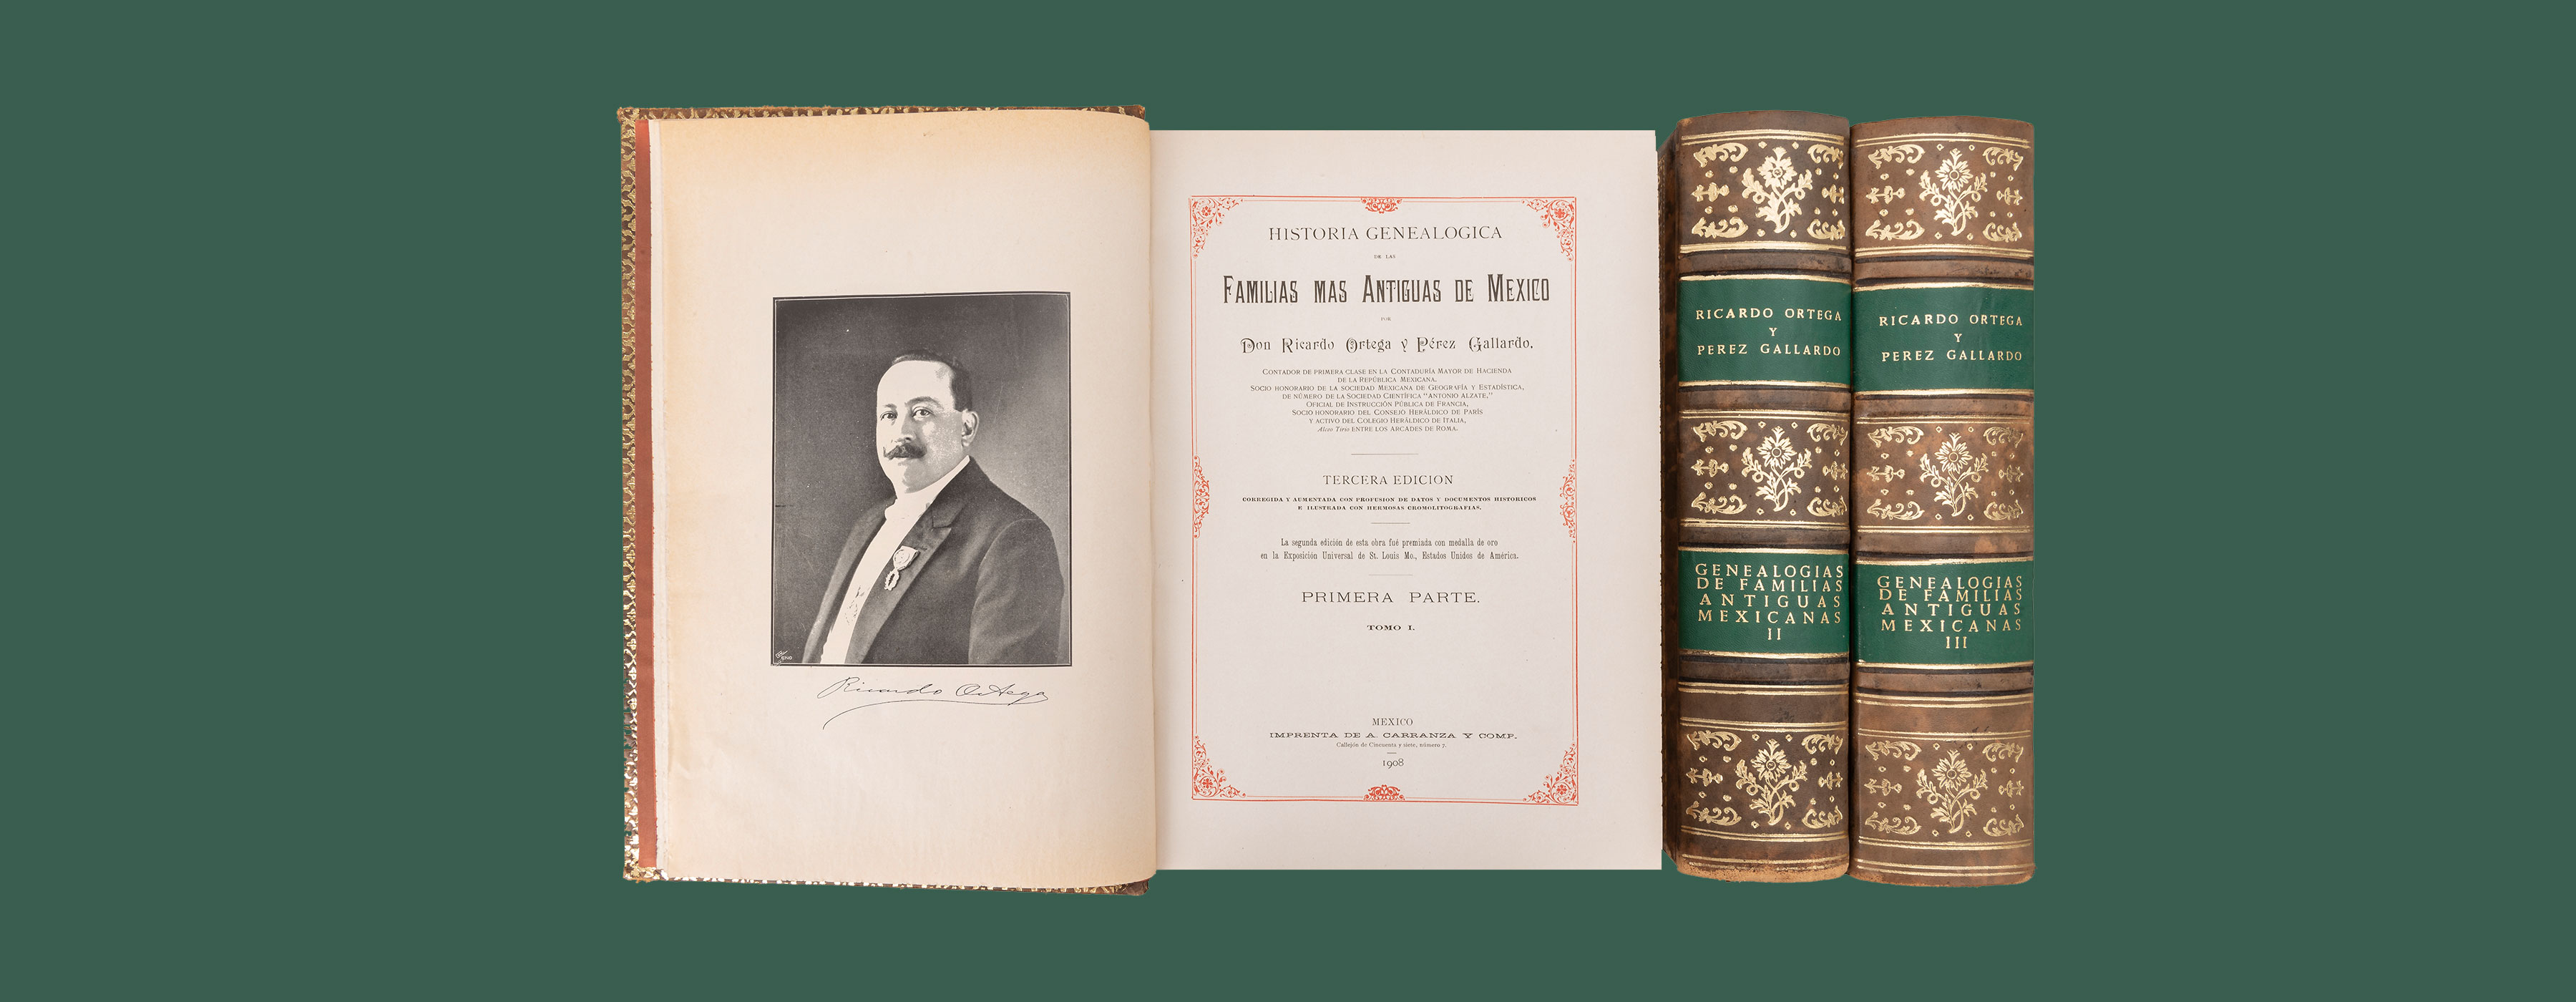 Ricardo Ortega
HISTORIA GENEALOGICA
DE LAS
FAMILIAS MAS ANTIGUAS DE MEXICO
POR
Don Ricardo Ortega y Pérez Gallardo.
CONTADOR DE PRIMERA CLASE EN LA CONTADURÍA MAYOR DE HACIENDA
DE LA REPÚBLICA MEXICANA.
SOCIO HONORARIO DE LA SOCIEDAD MEXICANA DE GEOGRAFÍA Y ESTADÍSTICA,
DE NÚMERO DE LA SOCIEDAD CIENTÍFICA "ANTONIO ALZATE,"
OFICIAL DE INSTRUCCIÓN PÚBLICA DE FRANCIA,
SOCIO HONORARIO DEL CONSEJO HERÁLDICO DE PARÍS
Y ACTIVO DEL COLEGIO HERÁLDICO DE ITALIA,
Alceo Tirio ENTRE LOS ARCADES DE ROMA.
TERCERA EDICION
CORREGIDA Y AUMENTADA CON PROFUSION DE DATOS Y DOCUMENTOS HISTORICOS
E ILUSTRADA CON HERMOSAS CROMOLITOGRAFIAS.
La segunda edición de esta obra fué premiada con medalla de oro
en la Exposición Universal de St. Louis Mo., Estados Unidos de América.
PRIMERA PARTE.
TOMO I.
MEXICO
IMPRENTA DE A. CARRANZA Y COMP.
Callejón de Cincuenta y siete, número 7.
1908
RICARDO ORTEGA
Y
PEREZ GALLARDO
GENEALOGIAS
DE FAMILIAS
ANTIGUAS
MEXICANAS
II
RICARDO ORTEGA
Y
PEREZ GALLARDO
GENEALOGIAS
DE FAMILIAS
ANTIGUAS
MEXICANAS
III